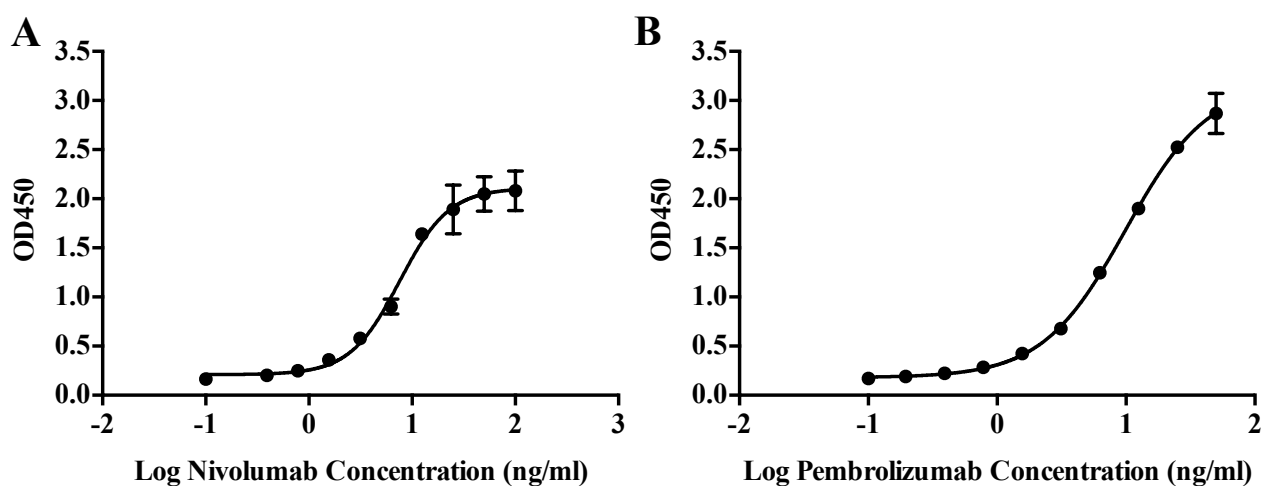 A
3.5
3.0
2.5
2.0
1.5
1.0
0.5
0.0
OD450
-2 -1 0 1 2 3
Log Nivolumab Concentration (ng/ml)
B
3.5
3.0
2.5
2.0
1.5
1.0
0.5
0.0
OD450
-2 -1 0 1 2
Log Pembrolizumab Concentration (ng/ml)